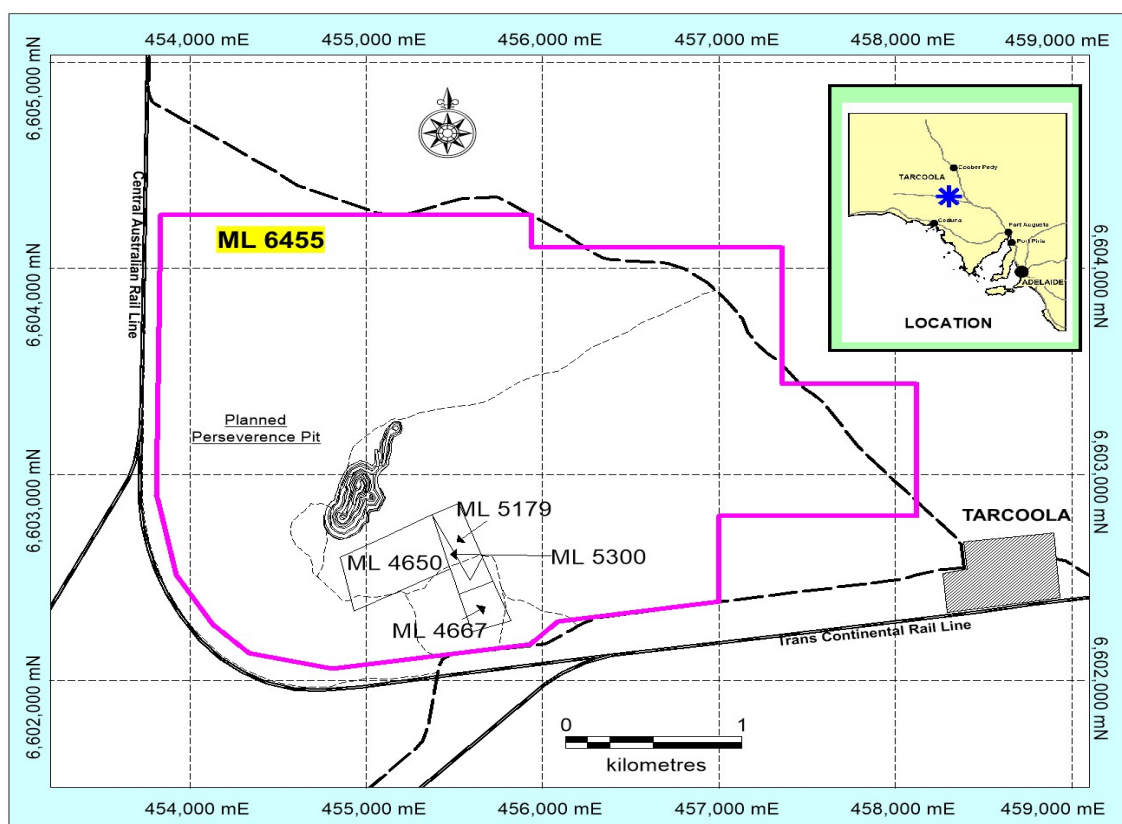 454,000 mE 455,000 mE 456,000 mE 457,000 mE 458,000 mE 459,000 mE
6,605,000 mN
Central Australian Rail Line
ML 6455
6,604,000 mN
6,604,000 mN
Coober Pedy
TARCOOLA
Ceduna
Port Augusta
Port Pirie
ADELAIDE
LOCATION
Planned
Perseverence Pit
6,603,000 mN
6,603,000 mN
ML 5179
TARCOOLA
ML 5300
ML 4650
ML 4667
Trans Continental Rail Line
6,602,000 mN
6,602,000 mN
0 1
kilometres
454,000 mE 455,000 mE 456,000 mE 457,000 mE 458,000 mE 459,000 mE